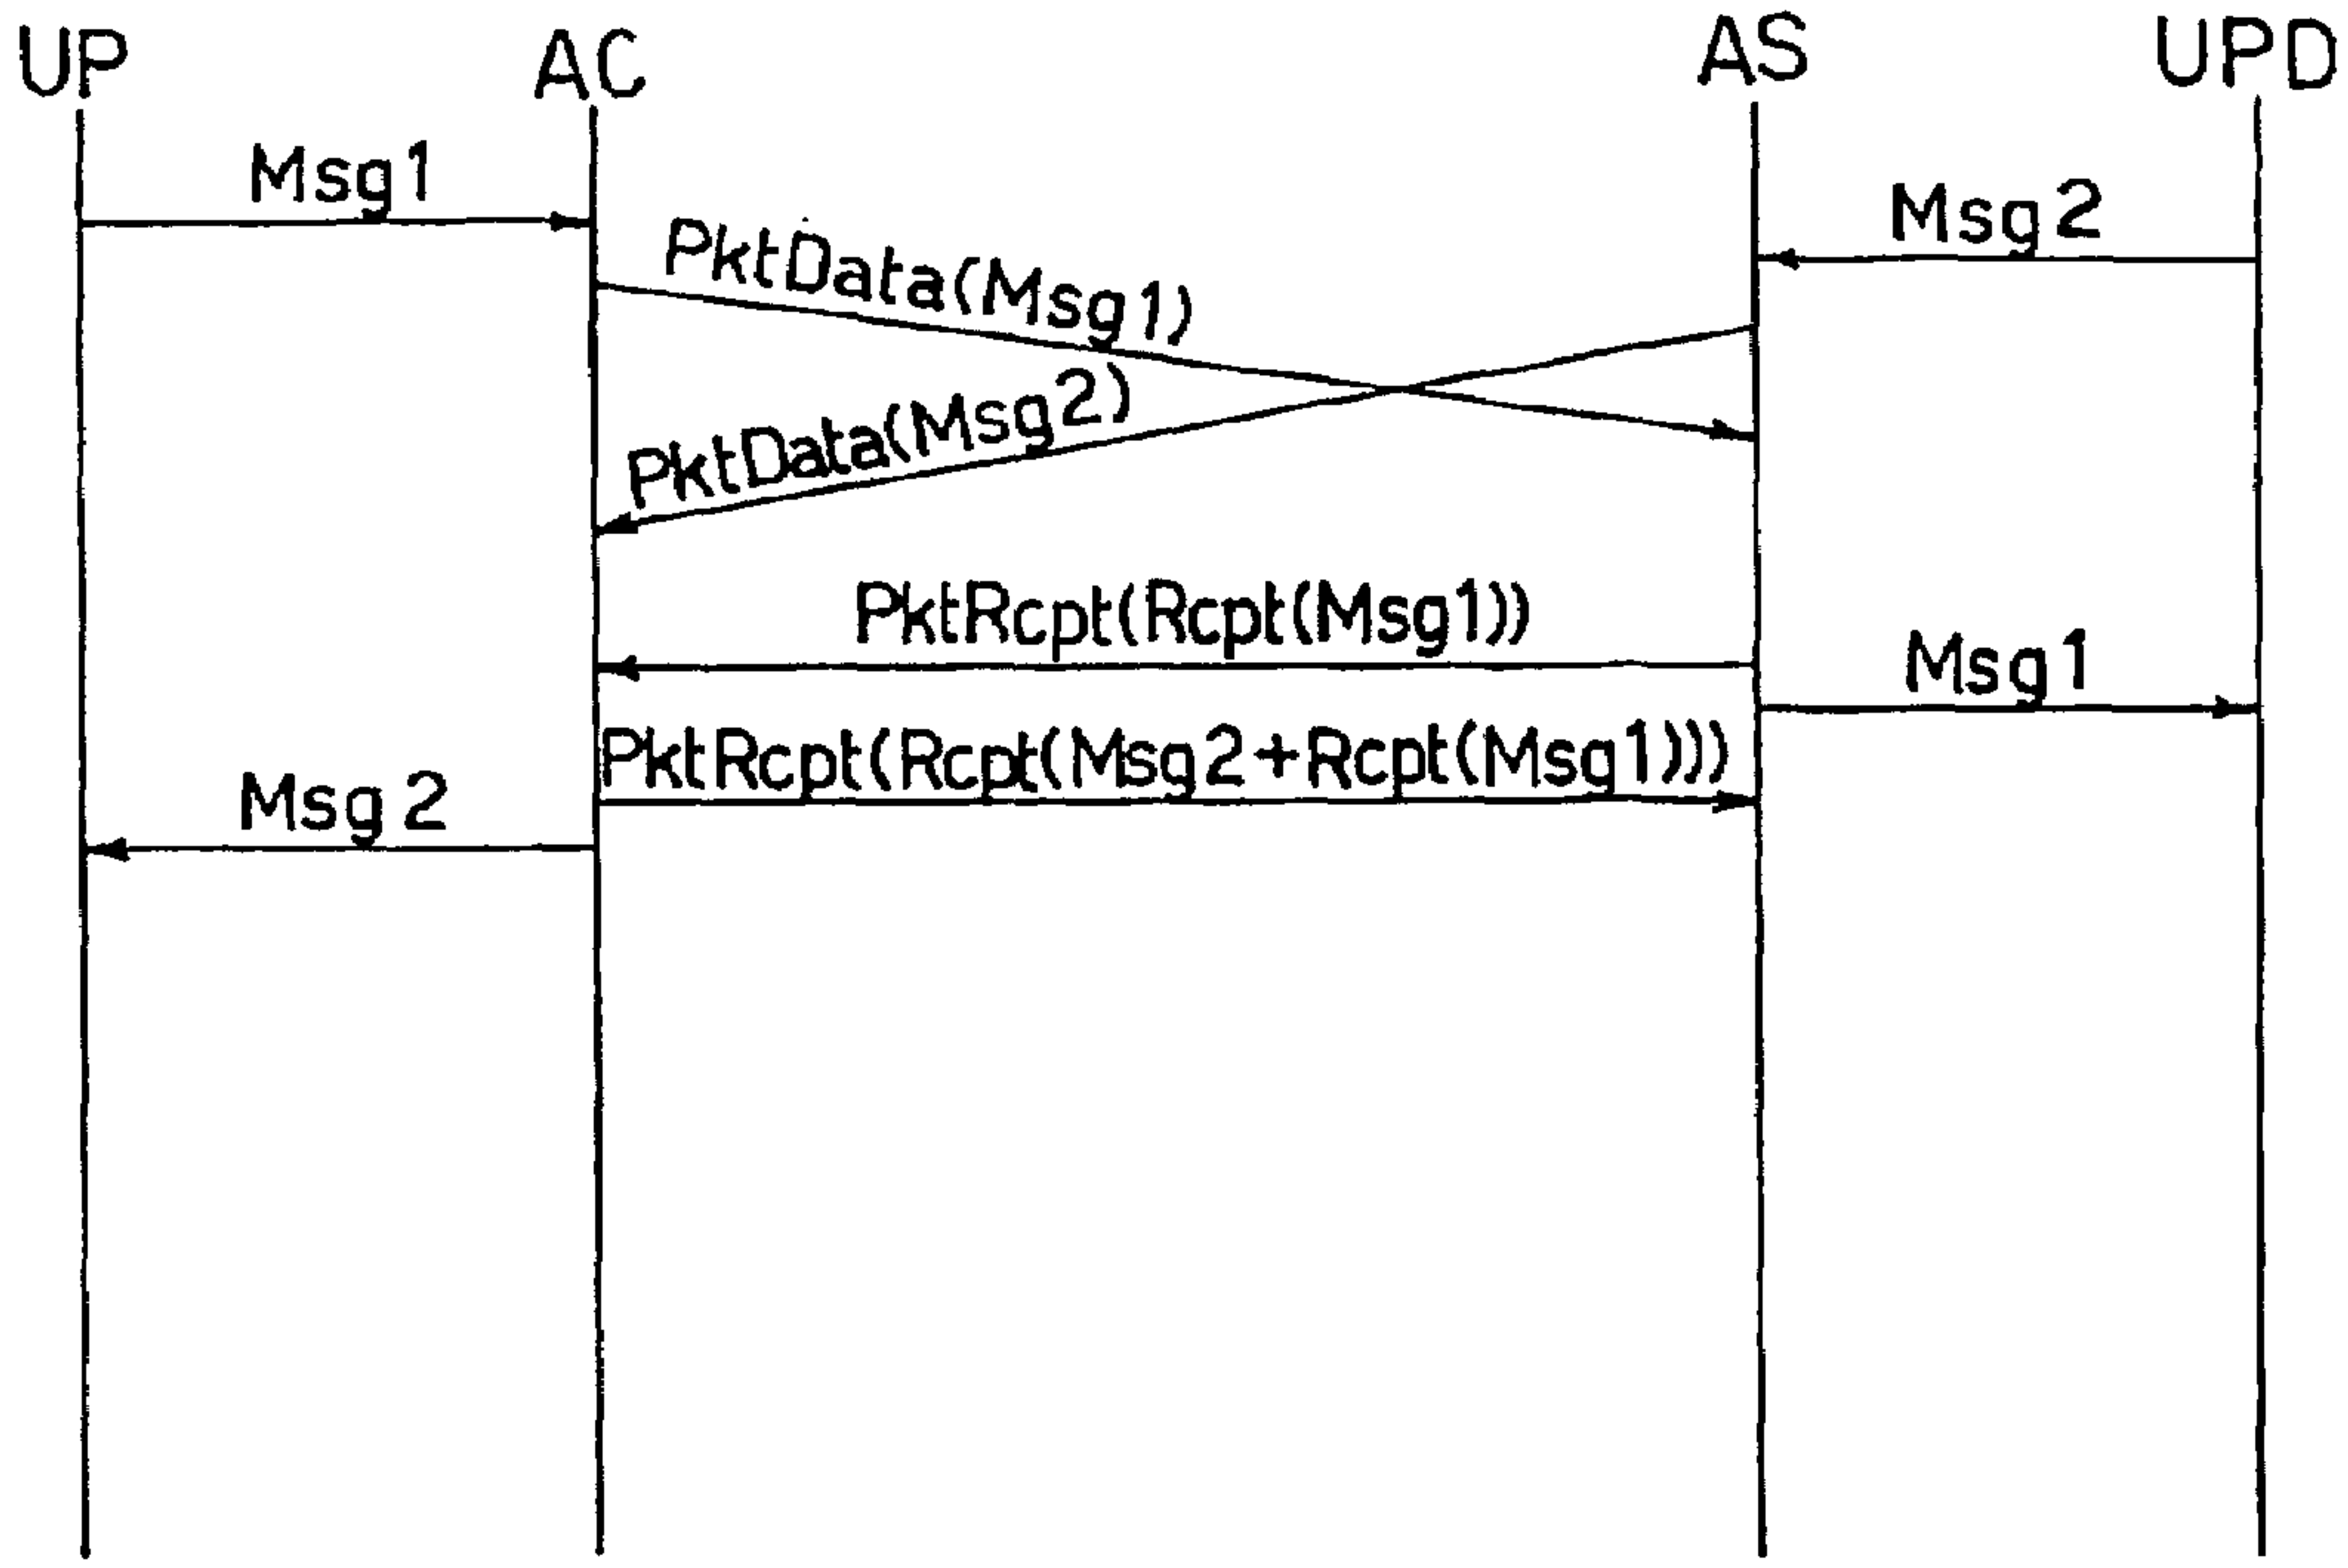 UP AC AS UPD
Msg1
Msg2
PktData(Msg1)
PktData(Msg2)
PktRcpt(Rcpt(Msg1))
Msg1
PktRcpt(Rcpt(Msg2+Rcpt(Msg1)))
Msg2